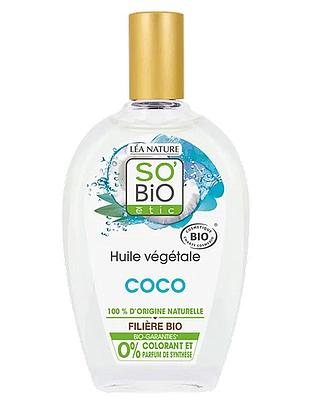 LÉA NATURE
SO'
BiO
étic
COSMETIQUE
BIO
Huile végétale
COCO
100 % D'ORIGINE NATURELLE
FILIÈRE BIO
BIO-GARANTIES*
0% COLORANT ET
PARFUM DE SYNTHÈSE